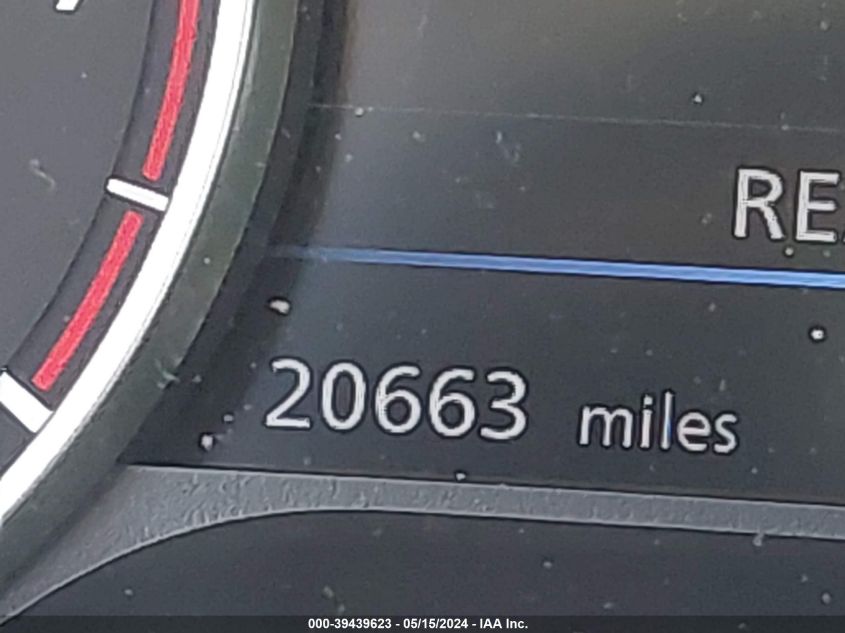 RE
20663 miles
000-39439623 - 05/15/2024 - IAA Inc.